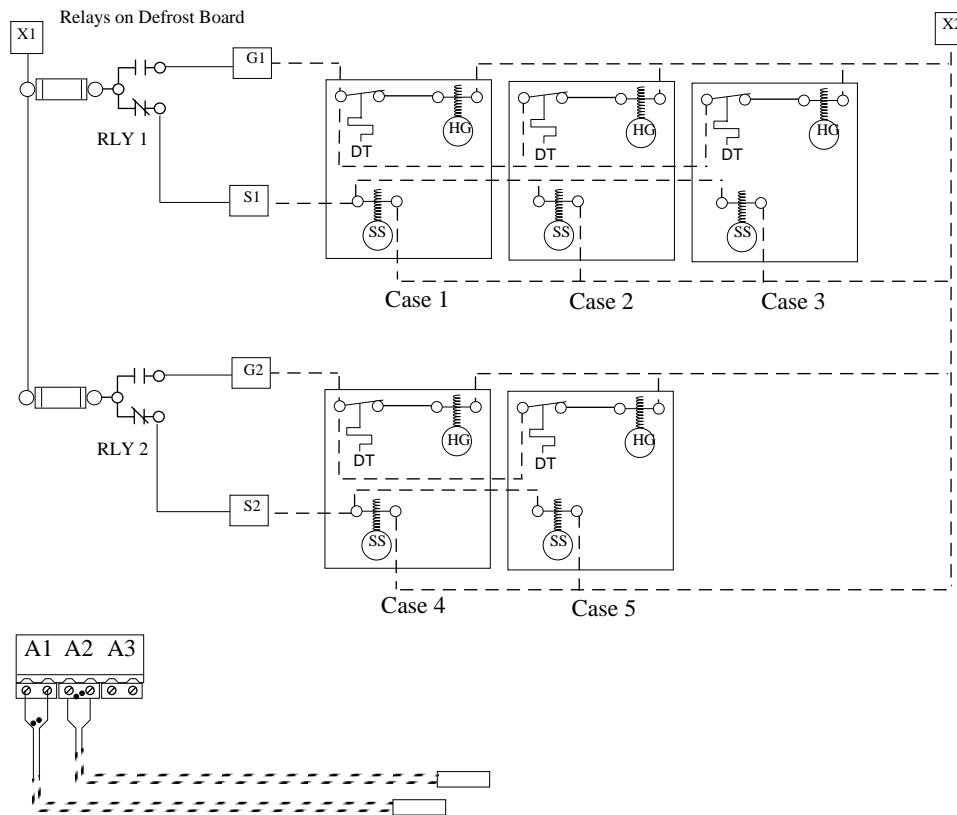 Relays on Defrost Board
X1
X2
G1
HG
HG
HG
DT
DT
DT
RLY 1
S1
SS
SS
SS
Case 1
Case 2
Case 3
G2
HG
HG
DT
DT
RLY 2
S2
SS
SS
Case 4
Case 5
A1 A2 A3